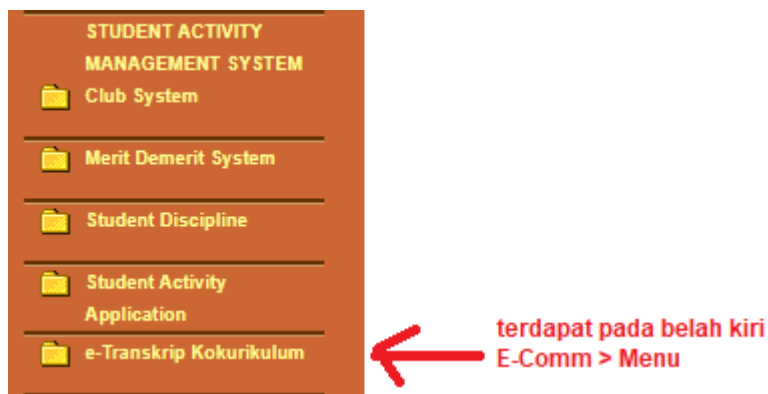 STUDENT ACTIVITY
MANAGEMENT SYSTEM
Club System
Merit Demerit System
Student Discipline
Student Activity
Application
e-Transkrip Kokurikulum
terdapat pada belah kiri
E-Comm > Menu